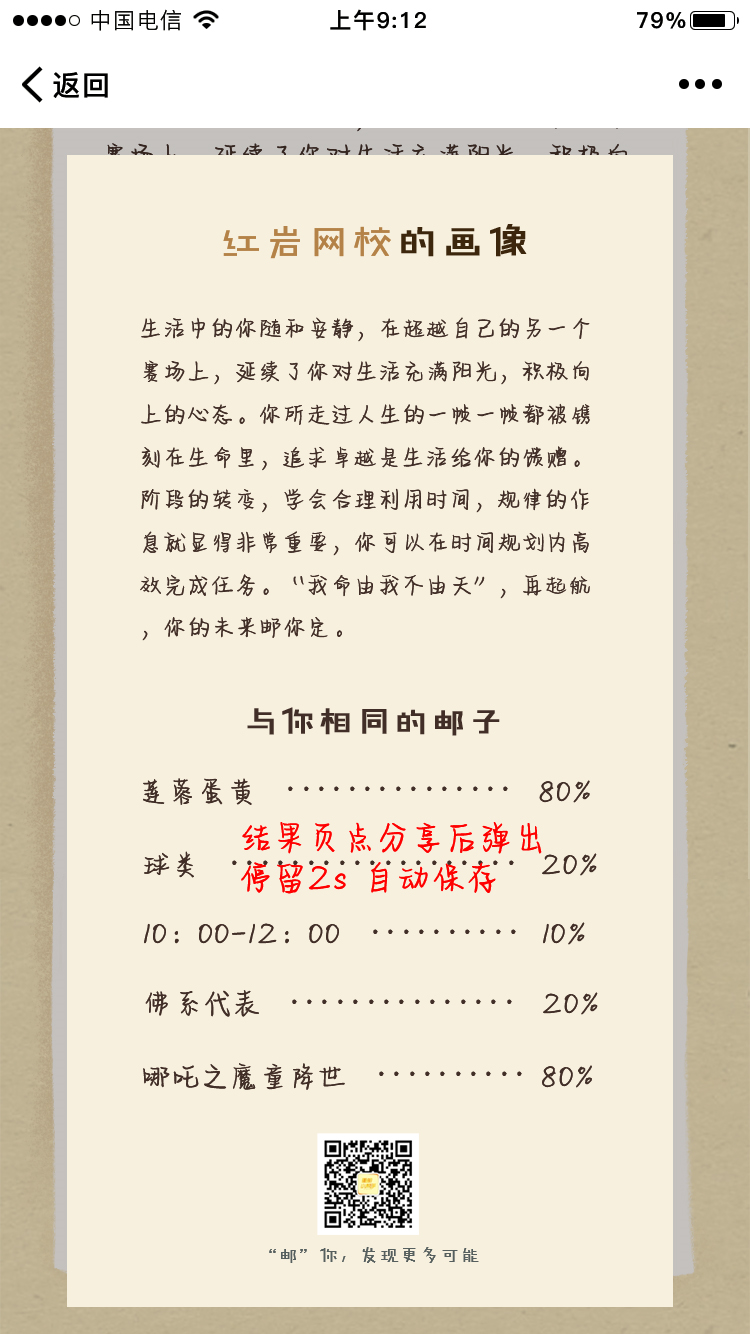 中国电信
上午9:12
79%
返回
红岩网校的画像
生活中的你随和安静，在超越自己的另一个
赛场上，延续了你对生活充满阳光，积极向
上的心态。你所走过人生的一帧一帧都被镌
刻在生命里，追求卓越是生活给你的馈赠。
阶段的转变，学会合理利用时间，规律的作
息就显得非常重要，你可以在时间规划内高
效完成任务。“我命由我不由天”，再起航
，你的未来邮你定。
与你相同的邮子
莲蓉蛋黄 ··············· 80%
结果页点分享后弹出
球类 ··················· 20%
停留2s 自动保存
10：00-12：00 ·········· 10%
佛系代表 ··············· 20%
哪吒之魔童降世 ·········· 80%
“邮”你，发现更多可能